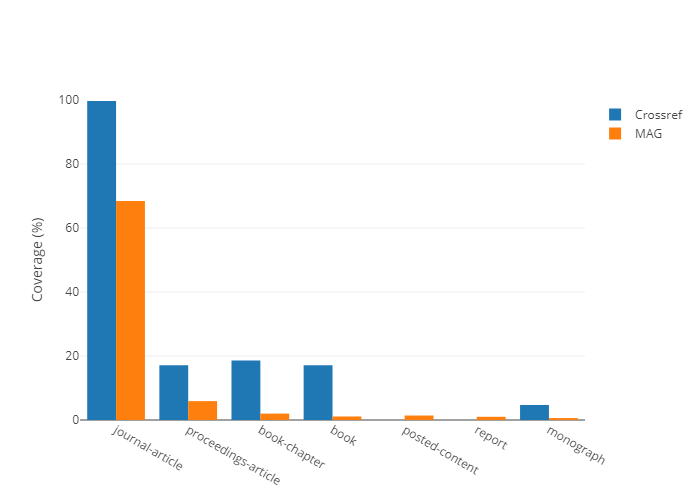 100
80
60
40
20
0
Coverage (%)
journal-article
proceedings-article
book-chapter
book
posted-content
report
monograph
Crossref
MAG